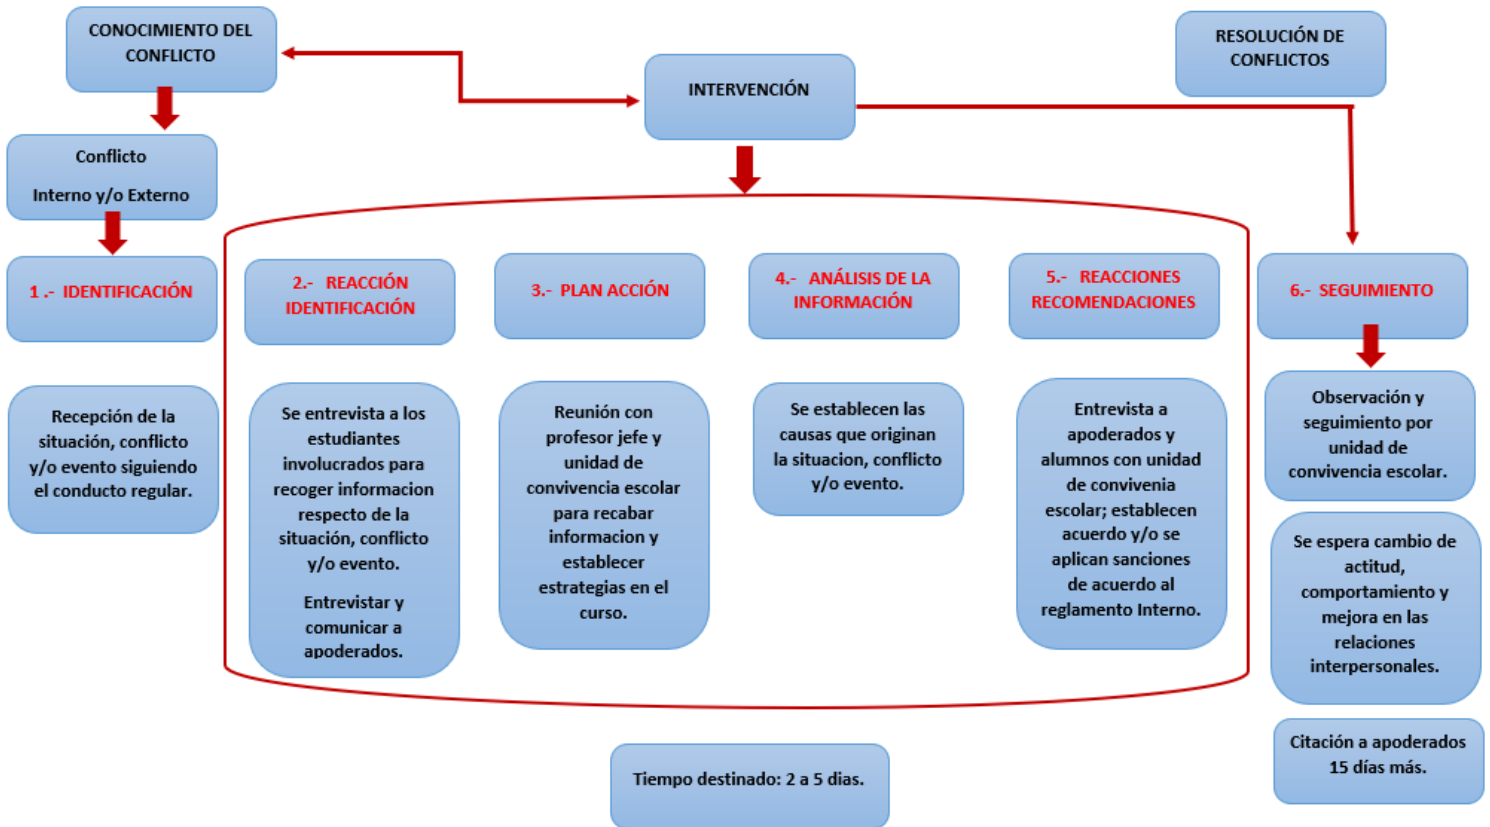 CONOCIMIENTO DEL
CONFLICTO
INTERVENCIÓN
RESOLUCIÓN DE
CONFLICTOS
Conflicto
Interno y/o Externo
1 .- IDENTIFICACIÓN
2.- REACCIÓN
IDENTIFICACIÓN
3.- PLAN ACCIÓN
4.- ANÁLISIS DE LA
INFORMACIÓN
5.- REACCIONES
RECOMENDACIONES
6.- SEGUIMIENTO
Recepción de la
situación, conflicto
y/o evento siguiendo
el conducto regular.
Se entrevista a los
estudiantes
involucrados para
recoger informacion
respecto de la
situación, conflicto
y/o evento.
Entrevistar y
comunicar a
apoderados.
Reunión con
profesor jefe y
unidad de
convivencia escolar
para recabar
informacion y
establecer
estrategias en el
curso.
Se establecen las
causas que originan
la situacion, conflicto
y/o evento.
Entrevista a
apoderados y
alumnos con unidad
de convivenia
escolar; establecen
acuerdo y/o se
aplican sanciones
de acuerdo al
reglamento Interno.
Observación y
seguimiento por
unidad de
convivencia escolar.
Se espera cambio de
actitud,
comportamiento y
mejora en las
relaciones
interpersonales.
Citación a apoderados
15 días más.
Tiempo destinado: 2 a 5 dias.